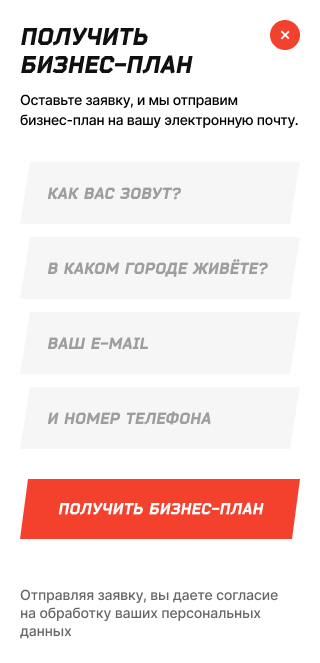 ПОЛУЧИТЬ
БИЗНЕС-ПЛАН
Оставьте заявку, и мы отправим
бизнес-план на вашу электронную почту.
КАК ВАС ЗОВУТ?
В КАКОМ ГОРОДЕ ЖИВЁТЕ?
ВАШ E-MAIL
И НОМЕР ТЕЛЕФОНА
ПОЛУЧИТЬ БИЗНЕС-ПЛАН
Отправляя заявку, вы даете согласие
на обработку ваших персональных
данных